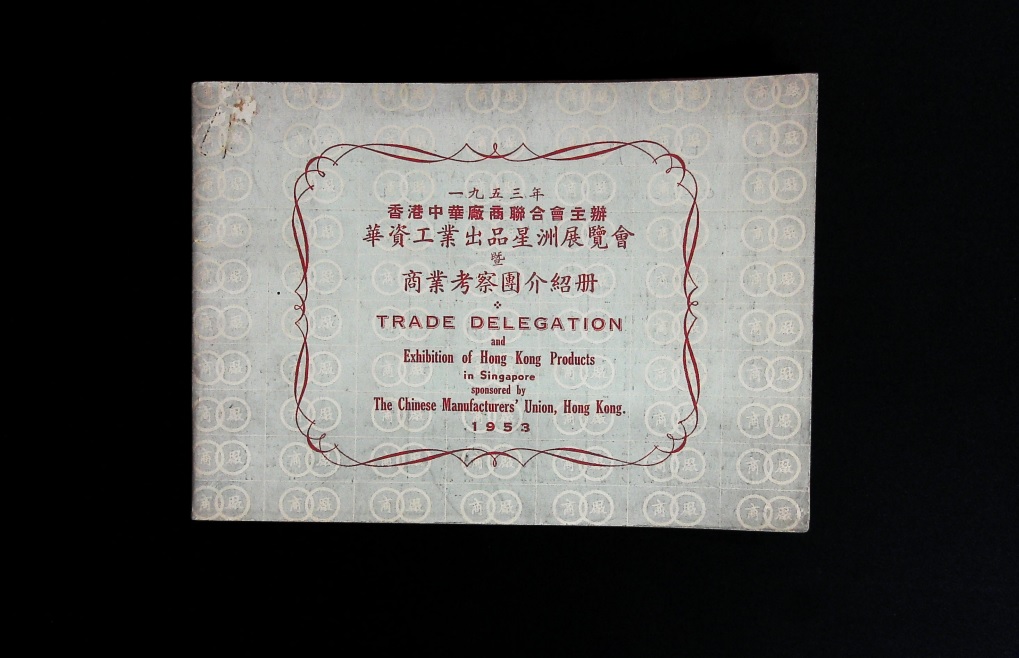 一九五三年
香港中華廠商聯合會主辦
華資工業出品星洲展覽會
暨
商業考察團介紹册
TRADE DELEGATION
and
Exhibition of Hong Kong Products
in Singapore
sponsored by
The Chinese Manufacturers' Union, Hong Kong.
1953